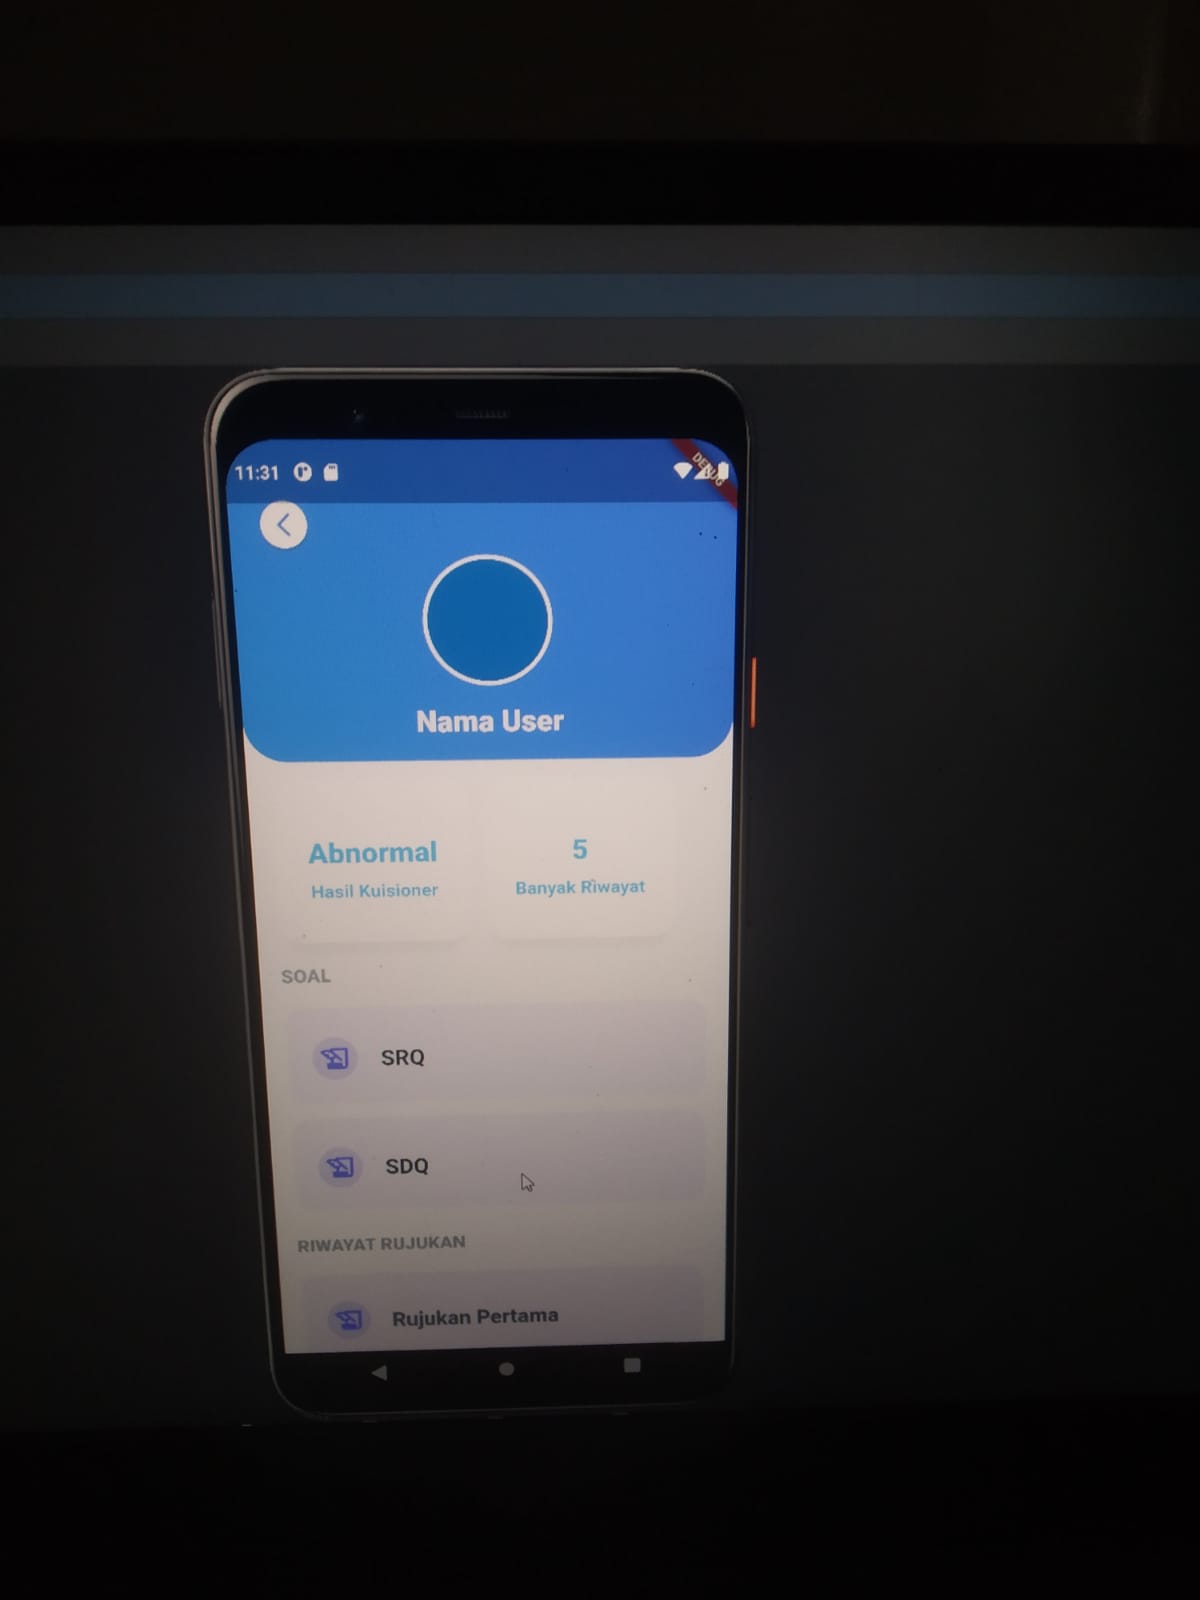 11:31
DEBUG
Nama User
Abnormal
Hasil Kuisioner
5
Banyak Riwayat
SOAL
SRQ
SDQ
RIWAYAT RUJUKAN
Rujukan Pertama